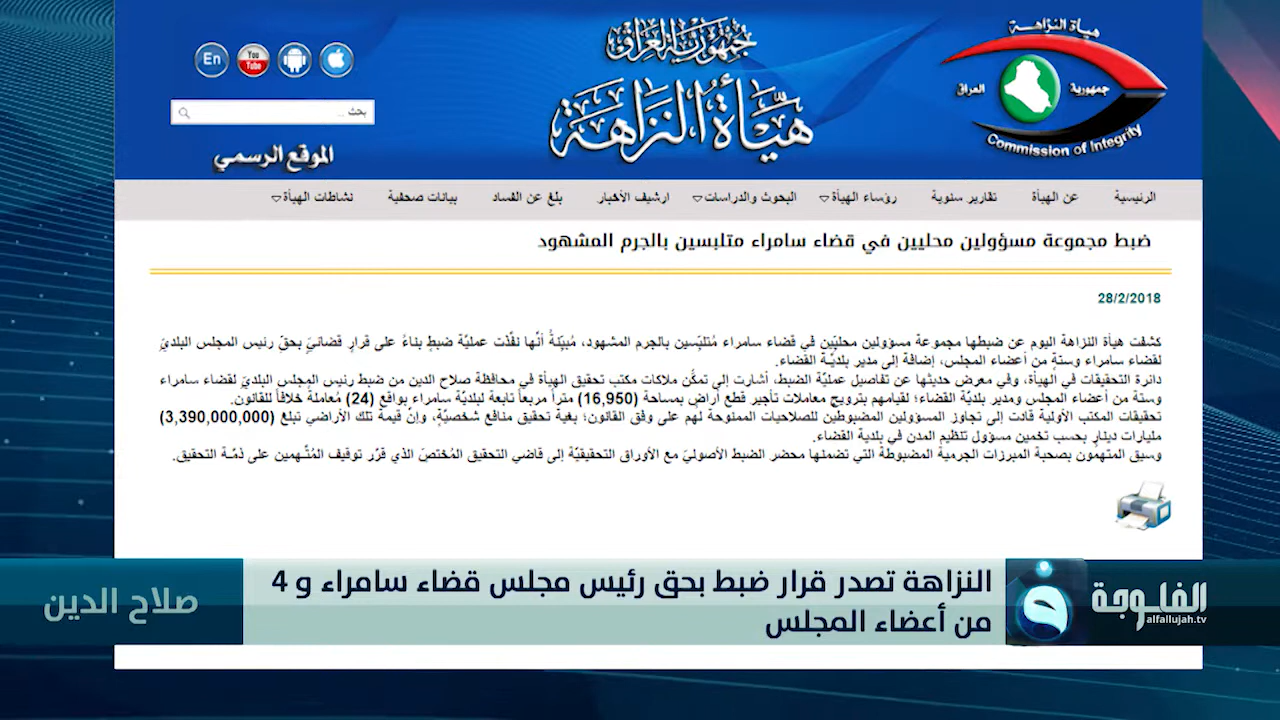 جمهورية العراق
هيأة النزاهة
الموقع الرسمي
En
You
Tube
بحث ..
هيأة النزاهة
جمهورية
العراق
Commission of Integrity
الرئيسية
عن الهيأة
تقارير سنوية
رؤساء الهيأة
البحوث والدراسات
ارشيف الأخبار
بلغ عن الفساد
بيانات صحفية
نشاطات الهيأة
ضبط مجموعة مسؤولين محليين في قضاء سامراء متلبسين بالجرم المشهود
28/2/2018
كشفت هيأة النزاهة اليوم عن ضبطها مجموعة مسؤولين محليّين في قضاء سامراء مُتلبِّسين بالجرم المشهود، مُبيّنةً أنَّها نفَّذت عمليَّة ضبطٍ بناءً على قرارٍ قضائيٍّ بحقِّ رئيس المجلس البلديِّ
لقضاء سامراء وستةٍ من أعضاء المجلس، إضافة إلى مدير بلديَّة القضاء.
دائرة التحقيقات في الهيأة، وفي معرض حديثها عن تفاصيل عمليَّة الضبط، أشارت إلى تمكُّن ملاكات مكتب تحقيق الهيأة في محافظة صلاح الدين من ضبط رئيس المجلس البلديّ لقضاء سامراء
وستة من أعضاء المجلس ومدير بلديَّة القضاء؛ لقيامهم بترويج معاملات تأجير قطع أراضٍ بمساحة (16,950) متراً مربعاً تابعة لبلديَّة سامراء بواقع (24) مُعاملةً خلافاً للقانون.
تحقيقات المكتب الأولية قادت إلى تجاوز المسؤولين المضبوطين للصلاحيات الممنوحة لهم على وفق القانون؛ بغية تحقيق منافع شخصيَّةٍ، وإنَّ قيمة تلك الأراضي تبلغ (3,390,000,000)
مليارات دينارٍ بحسب تخمين مسؤول تنظيم المدن في بلدية القضاء.
وسيق المتهمون بصحبة المبرزات الجرمية المضبوطة التي تضمنها محضر الضبط الأصوليّ مع الأوراق التحقيقيَّة إلى قاضي التحقيق المُختصّ الذي قرَّر توقيف المُتَّهمين على ذمَّة التحقيق.
النزاهة تصدر قرار ضبط بحق رئيس مجلس قضاء سامراء و 4
من أعضاء المجلس
صلاح الدين
الفلوجة
alfallujah.tv